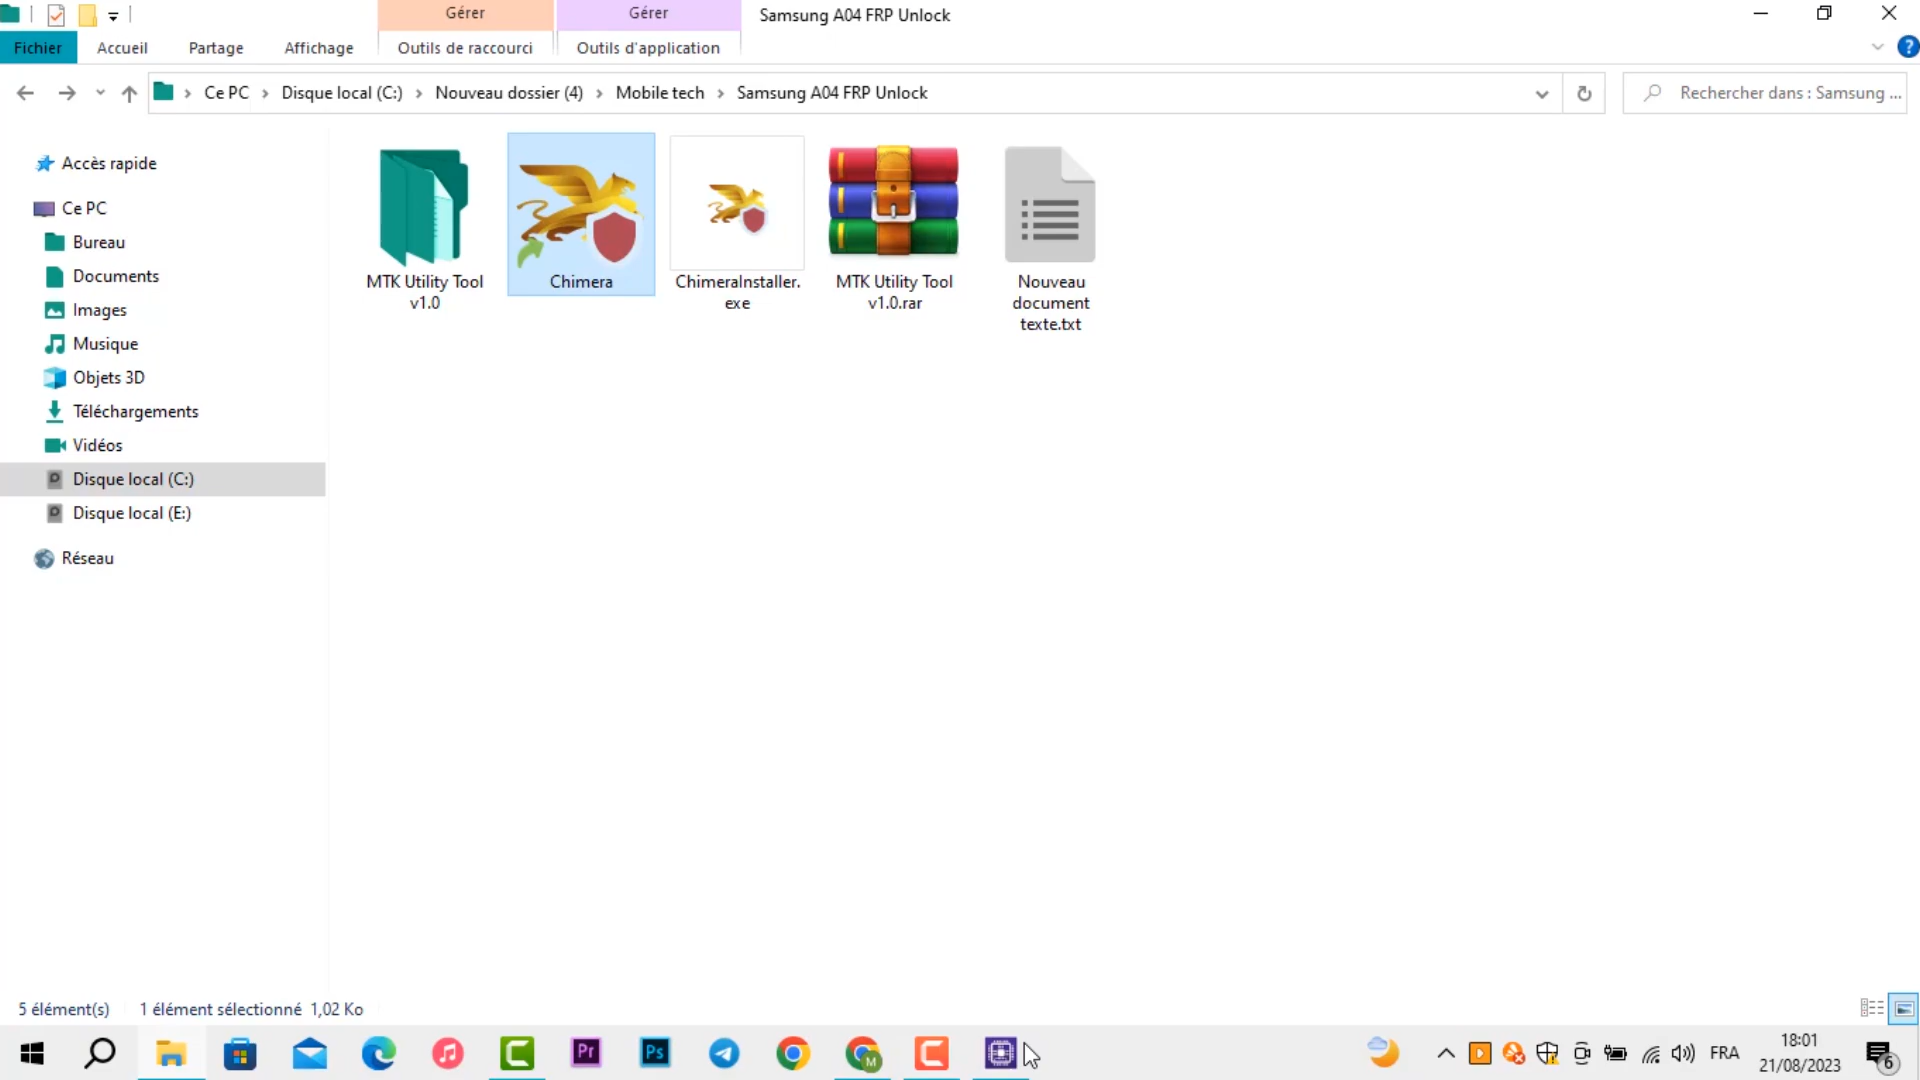 Gérer
Gérer
Samsung A04 FRP Unlock
Fichier
Accueil
Partage
Affichage
Outils de raccourci
Outils d'application
?
Ce PC › Disque local (C:) › Nouveau dossier (4) › Mobile tech › Samsung A04 FRP Unlock
Rechercher dans : Samsung ...
Accès rapide
Ce PC
Bureau
Documents
Images
Musique
Objets 3D
Téléchargements
Vidéos
Disque local (C:)
Disque local (E:)
Réseau
MTK Utility Tool
v1.0
Chimera
ChimeraInstaller.
exe
MTK Utility Tool
v1.0.rar
Nouveau
document
texte.txt
5 élément(s)
1 élément sélectionné 1,02 Ko
Pr
Ps
M
FRA
18:01
21/08/2023
6